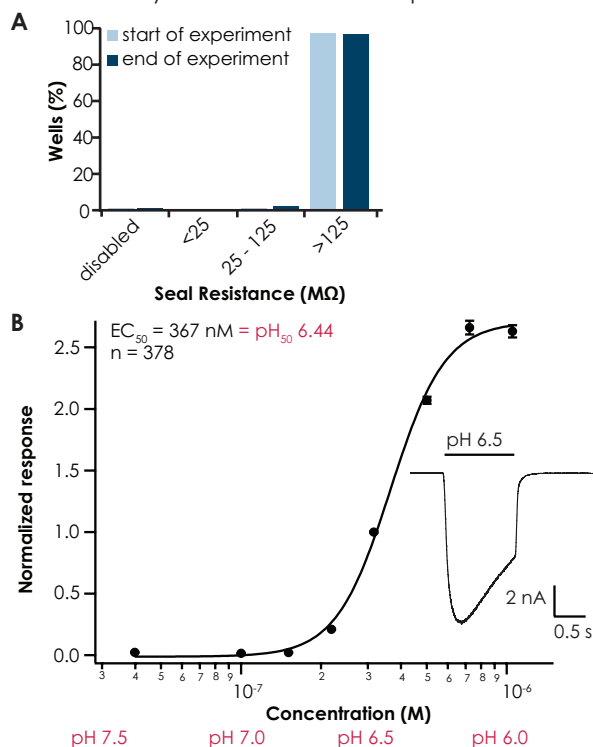 A
start of experiment
end of experiment
Wells (%)
100
80
60
40
20
0
disabled
<25
25 - 125
>125
Seal Resistance (MΩ)
B
EC50 = 367 nM = pH50 6.44
n = 378
Normalized response
2.5
2.0
1.5
1.0
0.5
0.0
pH 6.5
2 nA
0.5 s
3 4 5 6 7 8 9 10-7 2 3 4 5 6 7 8 9 10-6
Concentration (M)
pH 7.5 pH 7.0 pH 6.5 pH 6.0